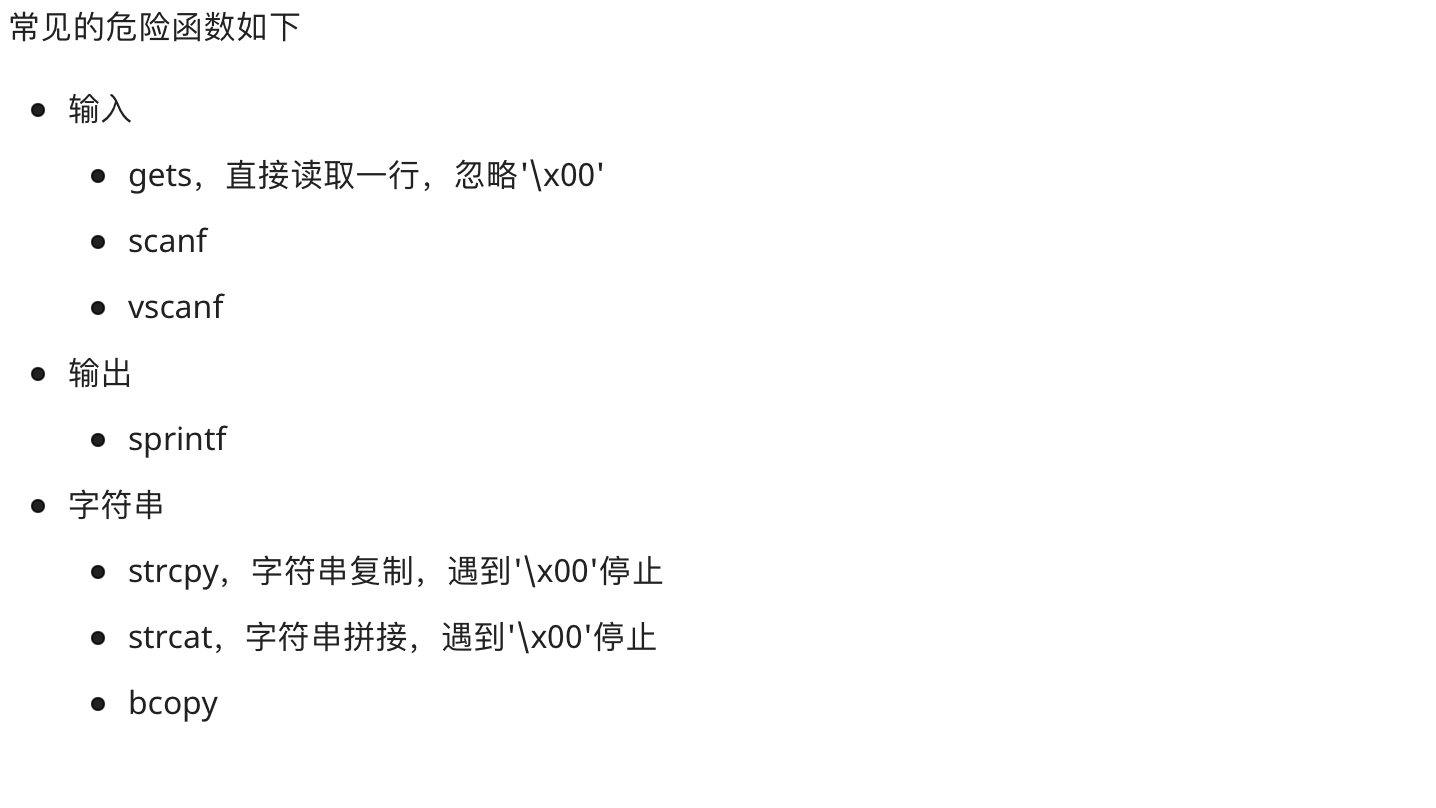 常见的危险函数如下
输入
gets，直接读取一行，忽略'\x00'
scanf
vscanf
输出
sprintf
字符串
strcpy，字符串复制，遇到'\x00'停止
strcat，字符串拼接，遇到'\x00'停止
bcopy